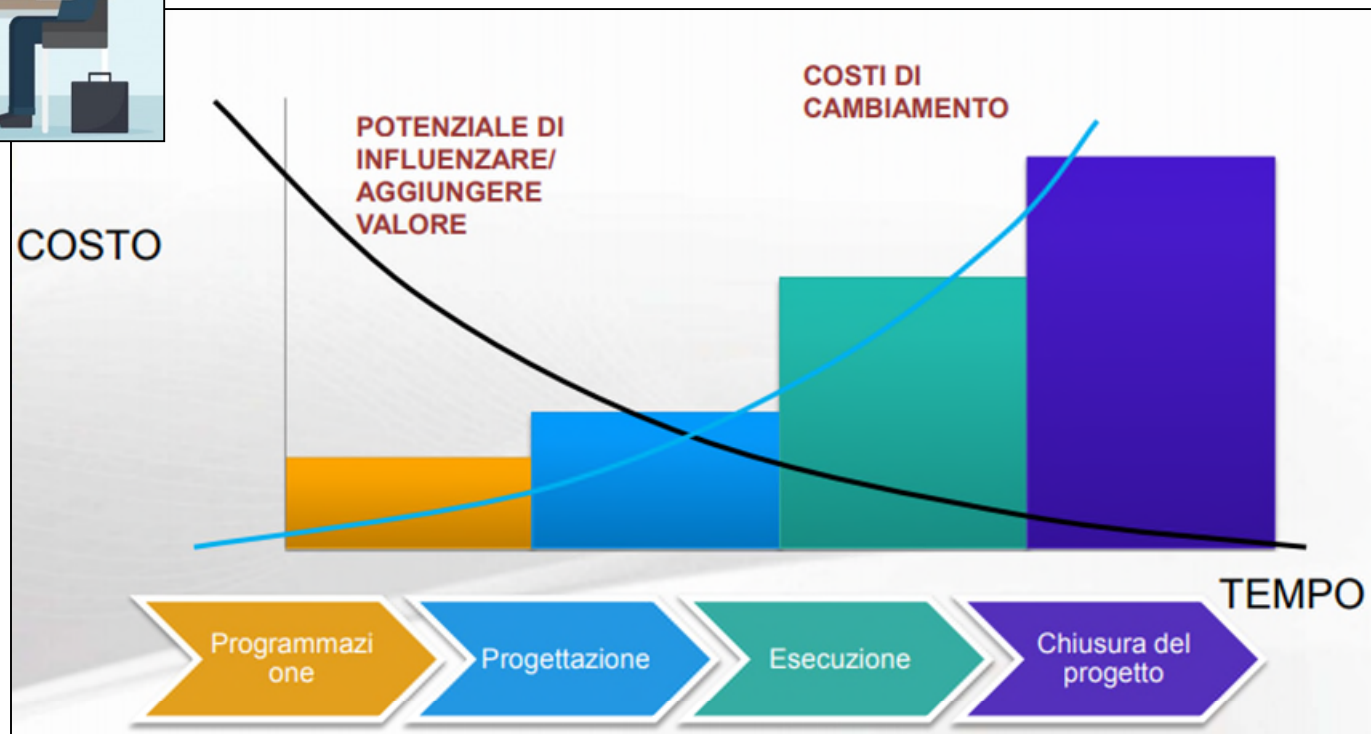 COSTI DI
CAMBIAMENTO
POTENZIALE DI
INFLUENZARE/
AGGIUNGERE
VALORE
COSTO
TEMPO
Programmazi
one
Progettazione
Esecuzione
Chiusura del
progetto